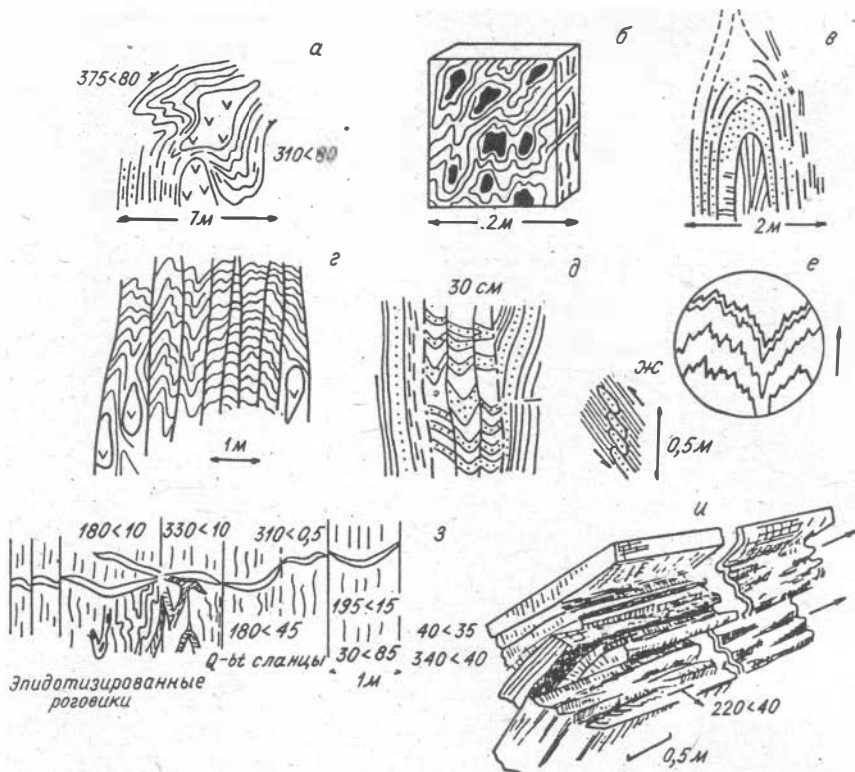 а
375<80
310<80
7м
б
2м
в
2м
г
1м
д
30 см
е
ж
0,5м
з
180<10 330<10 310<0,5
180<45
195<15
30<85
Q-bt сланцы
1м
Эпидотизированные
роговики
и
40<35
340<40
220<40
0,5м